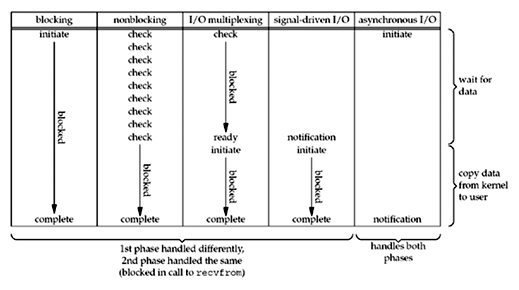 blocking nonblocking I/O multiplexing signal-driven I/O asynchronous I/O
initiate check check initiate
check
check
check
check
check
check
check
check ready notification
initiate initiate
blocked
blocked
blocked
blocked
blocked
complete complete complete complete notification
wait for
data
copy data
from kernel
to user
1st phase handled differently,
2nd phase handled the same
(blocked in call to recvfrom)
handles both
phases